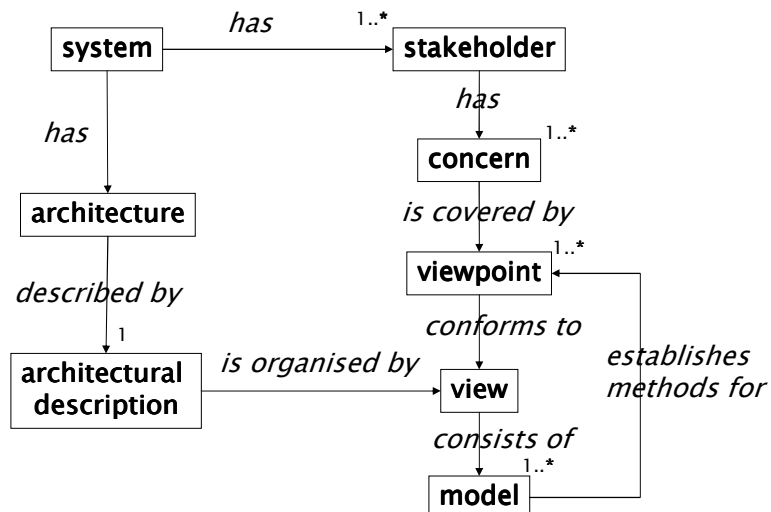 has
1..*
system
stakeholder
has
has
1..*
concern
architecture
is covered by
1..*
viewpoint
described by
conforms to
1
is organised by
establishes
methods for
architectural
description
view
consists of
1..*
model